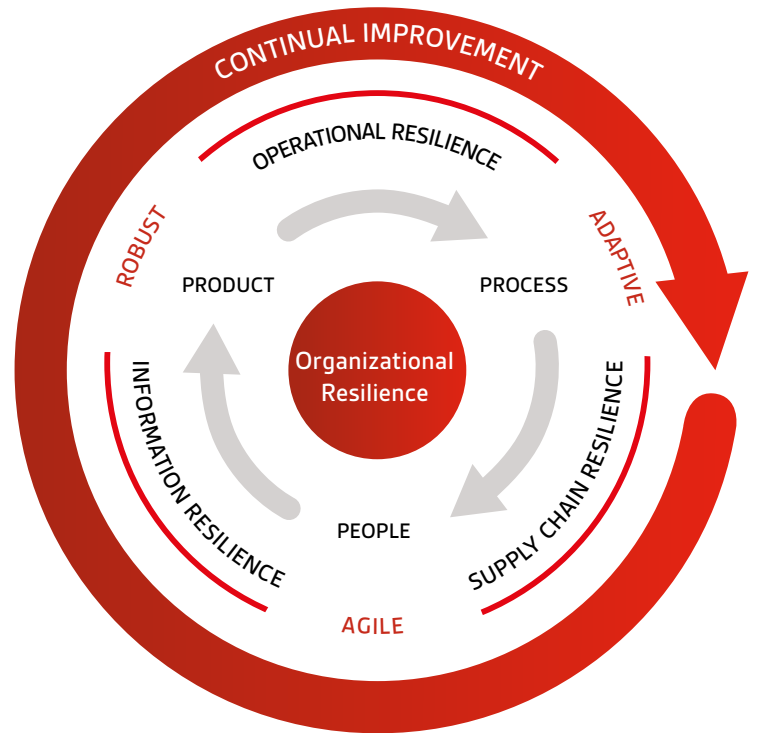 CONTINUAL IMPROVEMENT
OPERATIONAL RESILIENCE
ROBUST
ADAPTIVE
PRODUCT
PROCESS
Organizational
Resilience
INFORMATION RESILIENCE
SUPPLY CHAIN RESILIENCE
PEOPLE
AGILE